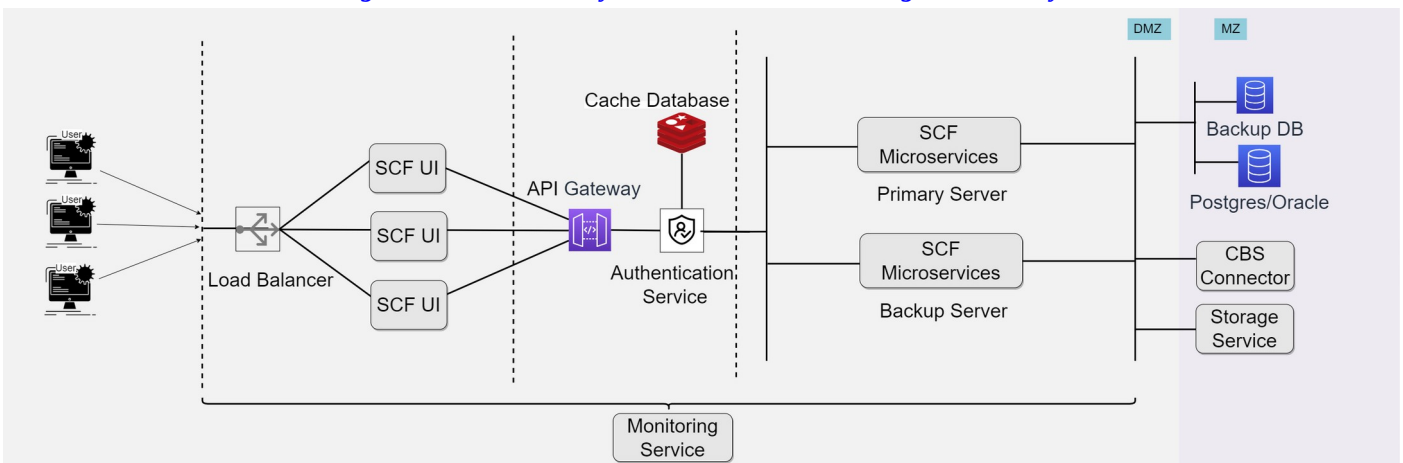 DMZ
MZ
Cache Database
User
SCF
Microservices
Backup DB
SCF UI
API Gateway
Primary Server
Postgres/Oracle
User
SCF UI
SCF
Microservices
CBS
Connector
User
Load Balancer
Authentication
Service
SCF UI
Backup Server
Storage
Service
Monitoring
Service